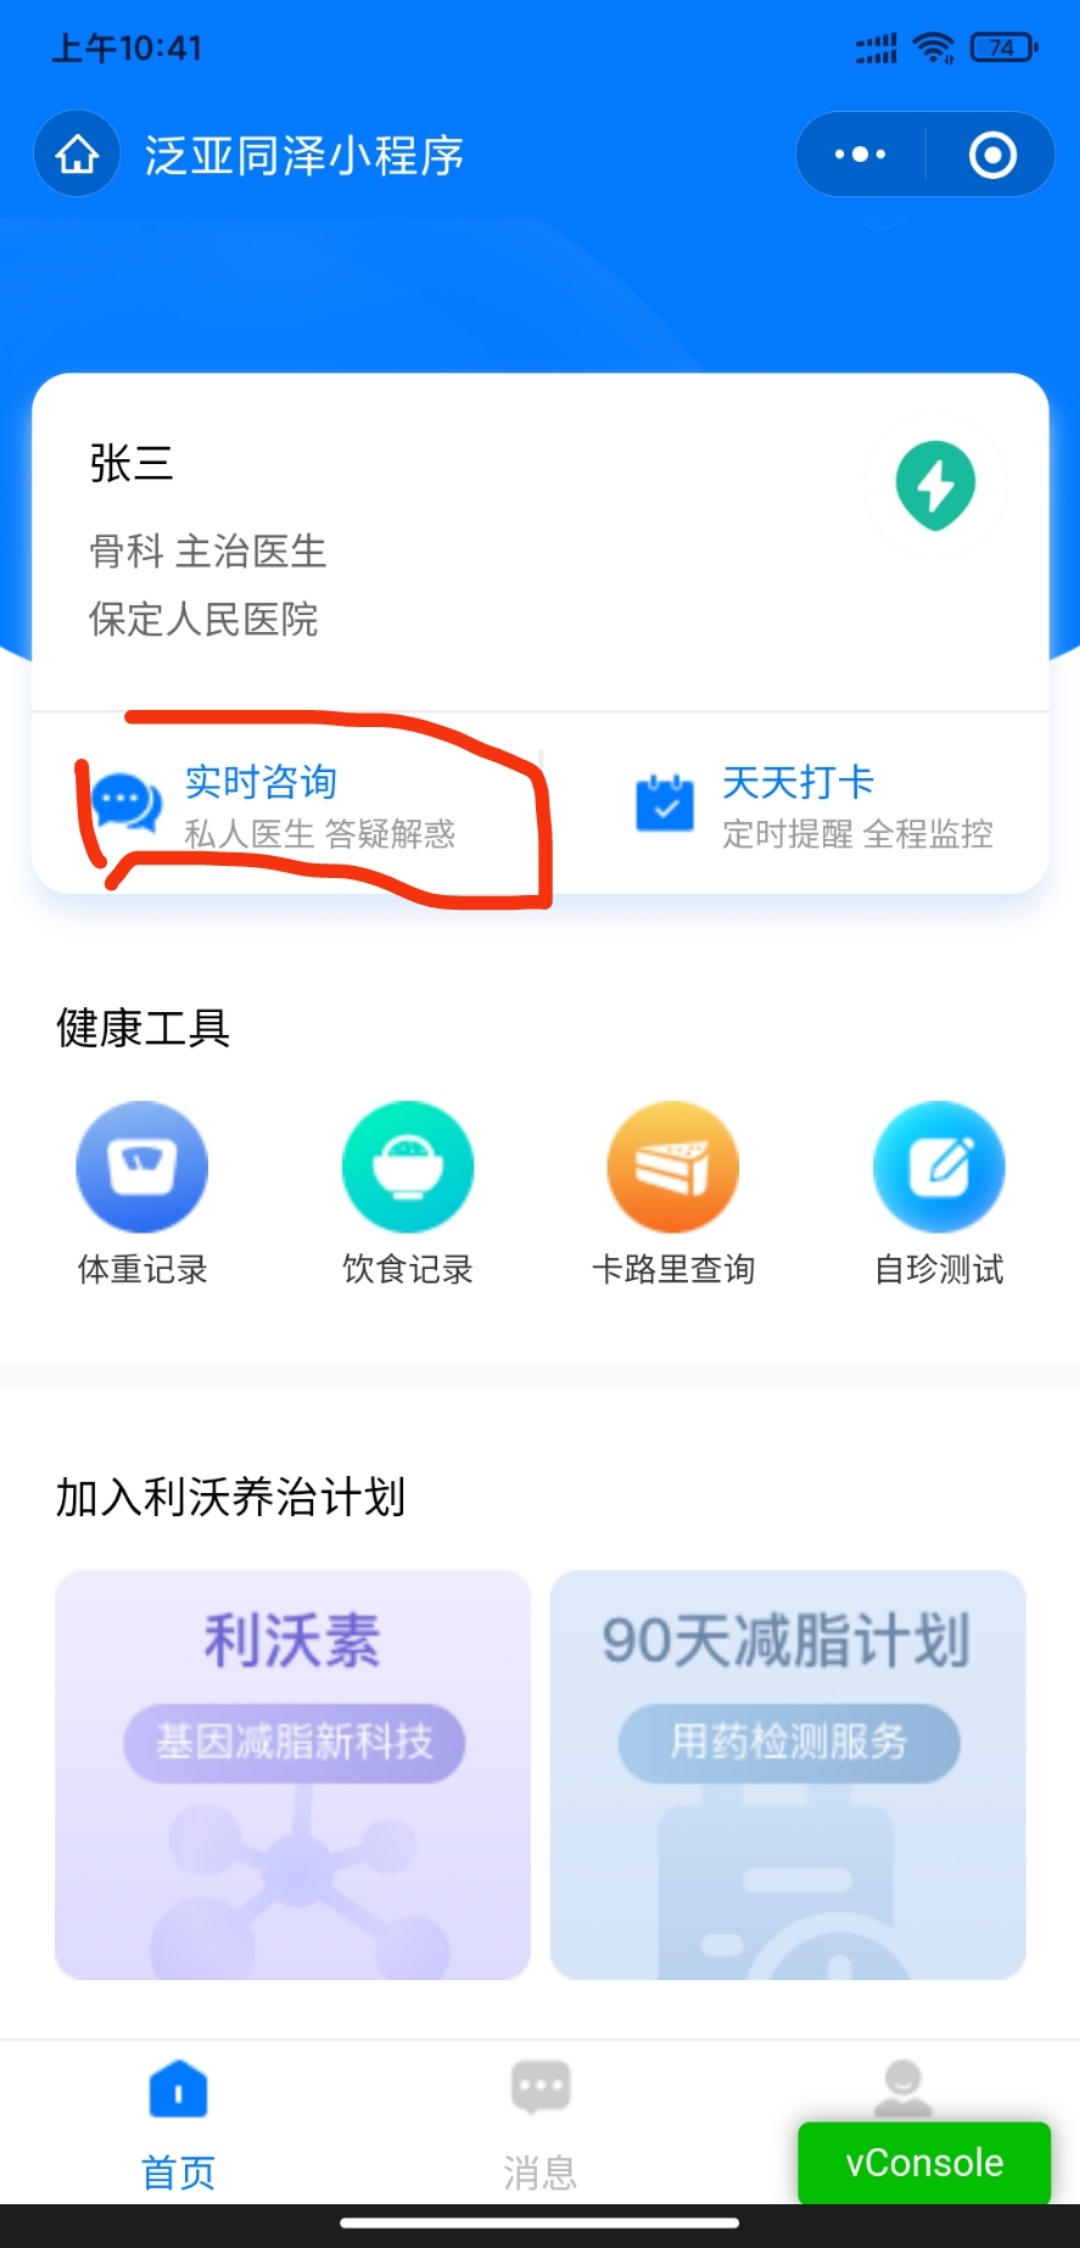 上午10:41
74
泛亚同泽小程序
张三
骨科 主治医生
保定人民医院
实时咨询
天天打卡
私人医生 答疑解惑
定时提醒 全程监控
健康工具
体重记录
饮食记录
卡路里查询
自珍测试
加入利沃养治计划
利沃素
90天减脂计划
基因减脂新科技
用药检测服务
首页
消息
vConsole